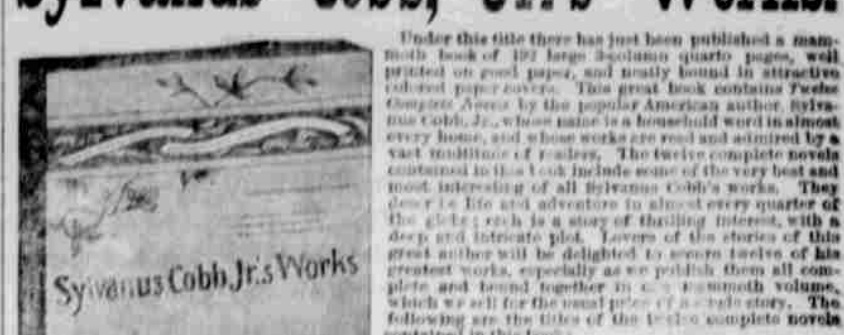 Sylvanus Cobb, Jr.'s Works!
Under this title there has just been published a mam-
moth book of 192 large 3-column quarto pages, well
printed on good paper, and neatly bound in attractive
colored paper covers. This great book contains Twelve
Complete Novels by the popular American author, Sylva-
nus Cobb, Jr., whose name is a household word in almost
every home, and whose works are read and admired by a
vast multitude of readers. The twelve complete novels
contained in this book include some of the very best and
most interesting of all Sylvanus Cobb's works. They
describe life and adventure in almost every quarter of
the globe; each is a story of thrilling interest, with a
deep and intricate plot. Lovers of the stories of this
great author will be delighted to secure twelve of his
greatest works, especially as we publish them all com-
plete and bound together in one mammoth volume,
which we sell for the usual price of a single story. The
following are the titles of the twelve complete novels
contained in this book
Sylvanus Cobb, Jr.'s Works